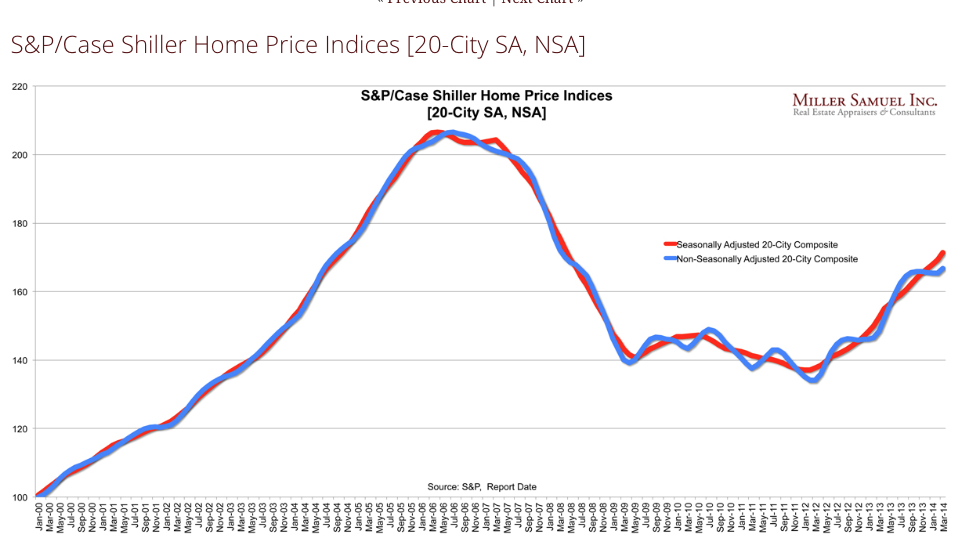 « Previous Chart | Next Chart »
S&P/Case Shiller Home Price Indices [20-City SA, NSA]
S&P/Case Shiller Home Price Indices
[20-City SA, NSA]
MILLER SAMUEL INC.
Real Estate Appraisers & Consultants
220
200
180
160
140
120
100
Seasonally Adjusted 20-City Composite
Non-Seasonally Adjusted 20-City Composite
Source: S&P, Report Date
Jan-00
Mar-00
May-00
Jul-00
Sep-00
Nov-00
Jan-01
Mar-01
May-01
Jul-01
Sep-01
Nov-01
Jan-02
Mar-02
May-02
Jul-02
Sep-02
Nov-02
Jan-03
Mar-03
May-03
Jul-03
Sep-03
Nov-03
Jan-04
Mar-04
May-04
Jul-04
Sep-04
Nov-04
Jan-05
Mar-05
May-05
Jul-05
Sep-05
Nov-05
Jan-06
Mar-06
May-06
Jul-06
Sep-06
Nov-06
Jan-07
Mar-07
May-07
Jul-07
Sep-07
Nov-07
Jan-08
Mar-08
May-08
Jul-08
Sep-08
Nov-08
Jan-09
Mar-09
May-09
Jul-09
Sep-09
Nov-09
Jan-10
Mar-10
May-10
Jul-10
Sep-10
Nov-10
Jan-11
Mar-11
May-11
Jul-11
Sep-11
Nov-11
Jan-12
Mar-12
May-12
Jul-12
Sep-12
Nov-12
Jan-13
Mar-13
May-13
Jul-13
Sep-13
Nov-13
Jan-14
Mar-14